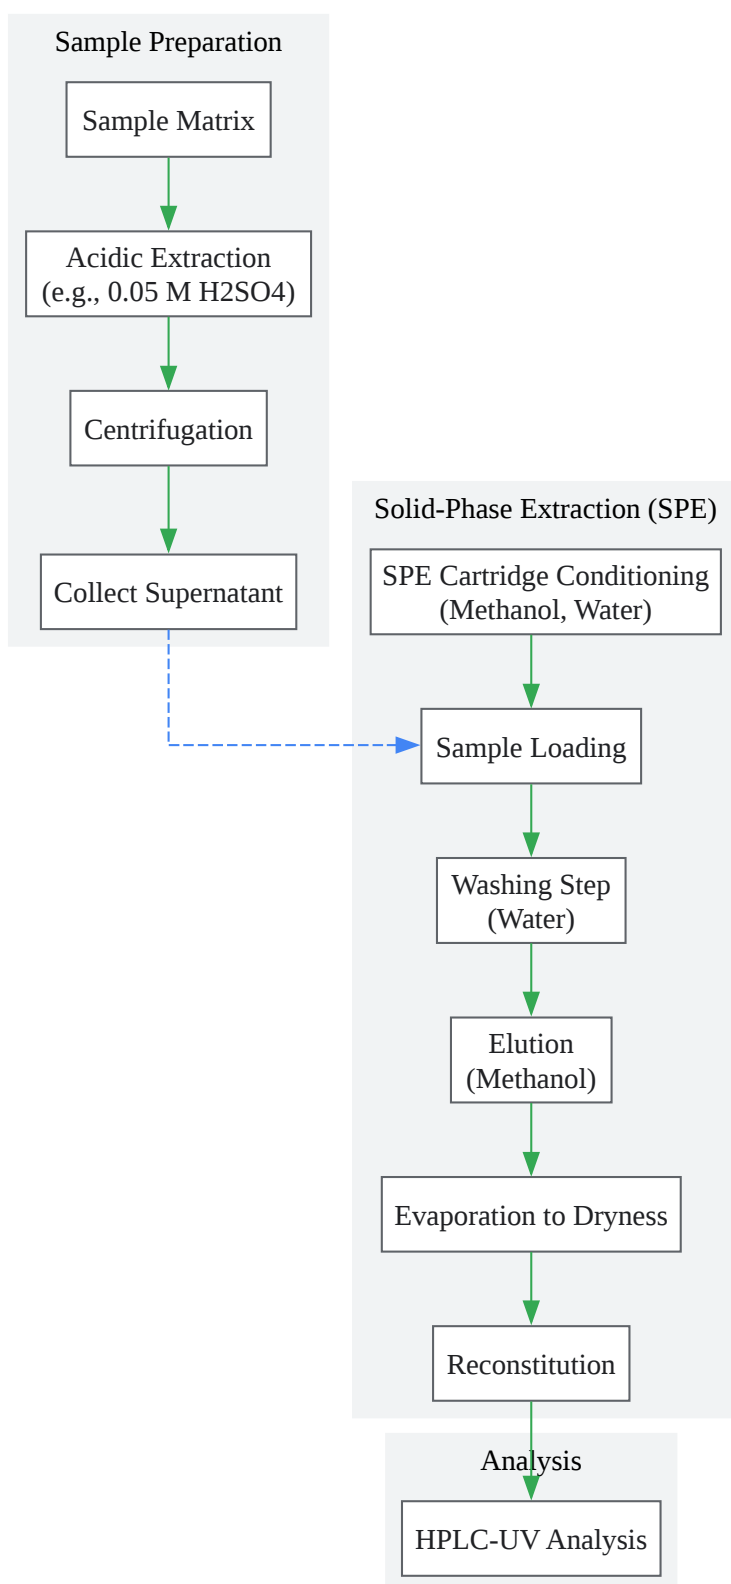 Sample Preparation
Sample Matrix
Acidic Extraction
(e.g., 0.05 M H2SO4)
Centrifugation
Collect Supernatant
Solid-Phase Extraction (SPE)
SPE Cartridge Conditioning
(Methanol, Water)
Sample Loading
Washing Step
(Water)
Elution
(Methanol)
Evaporation to Dryness
Reconstitution
Analysis
HPLC-UV Analysis